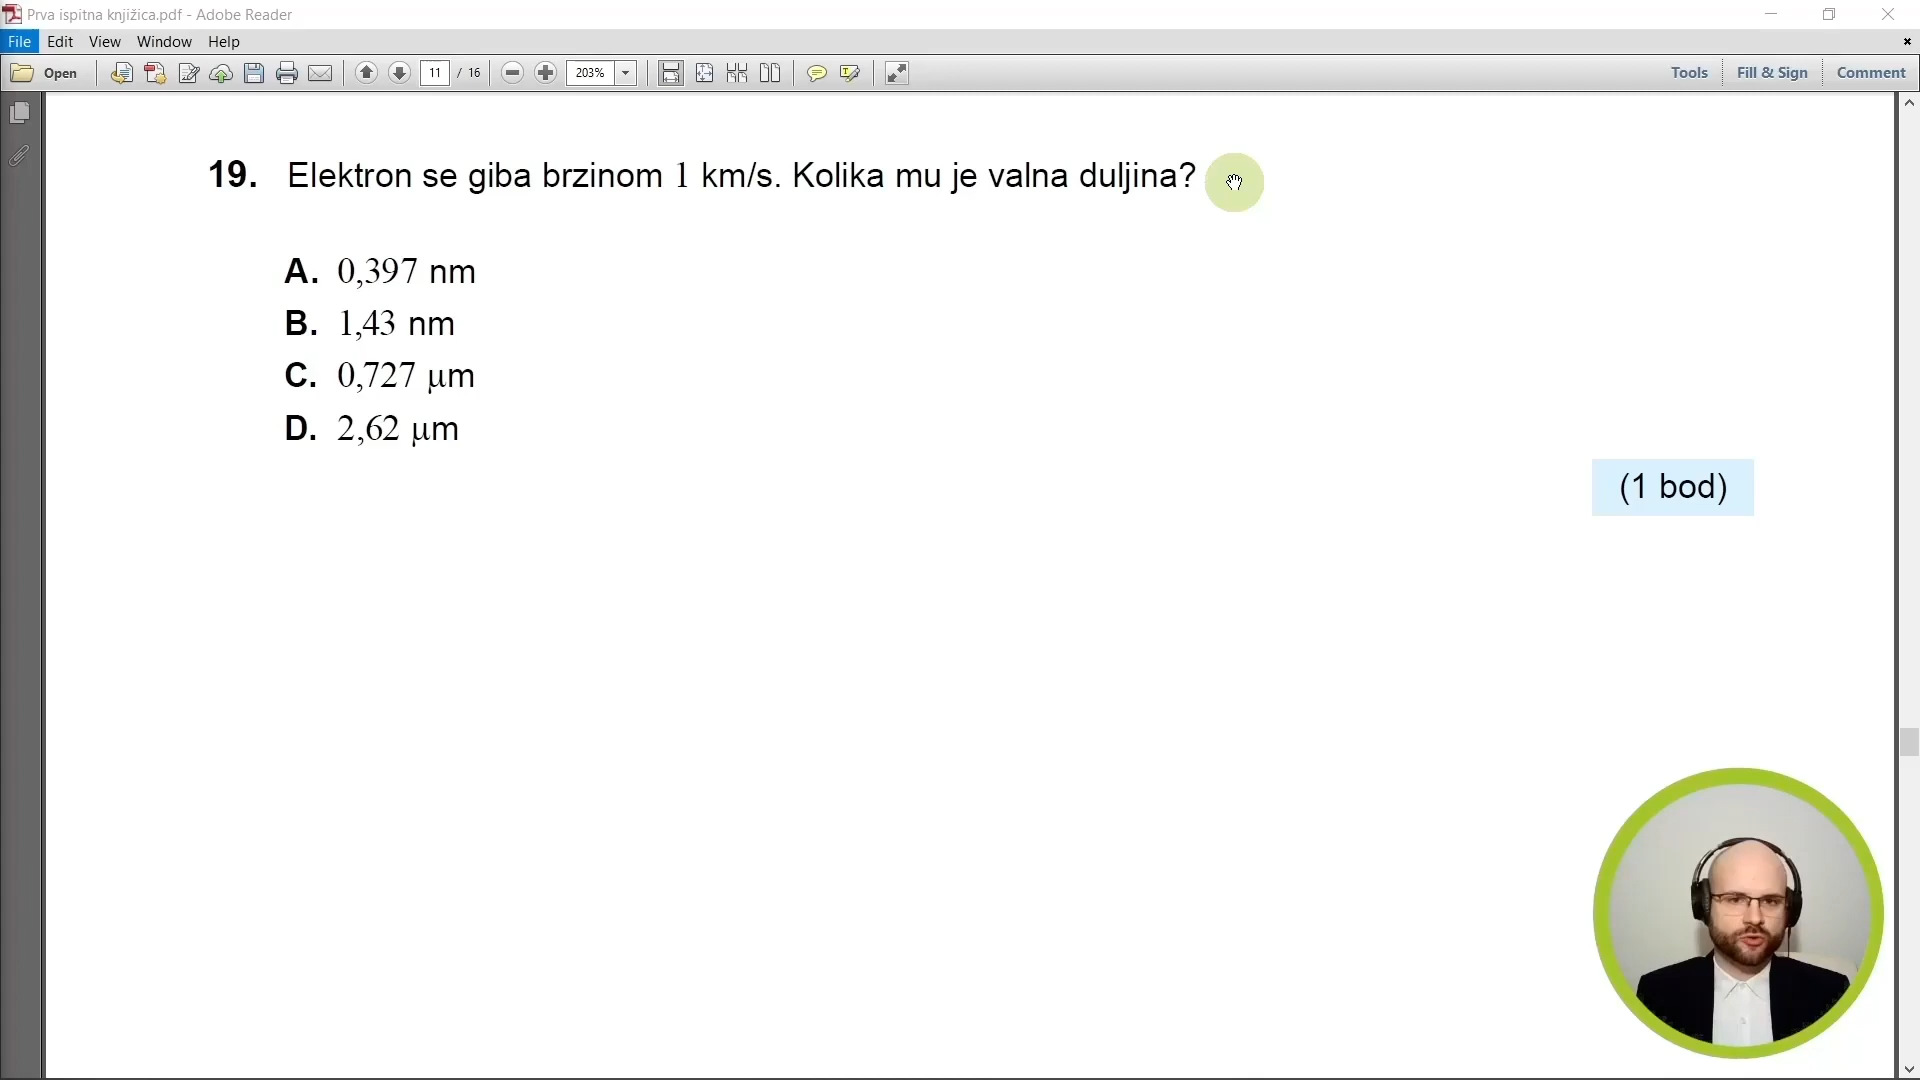 Prva ispitna knjižica.pdf - Adobe Reader
File Edit View Window Help
Open 11 / 16 203% Tools Fill & Sign Comment
19. Elektron se giba brzinom 1 km/s. Kolika mu je valna duljina?
A. 0,397 nm
B. 1,43 nm
C. 0,727 μm
D. 2,62 μm
(1 bod)